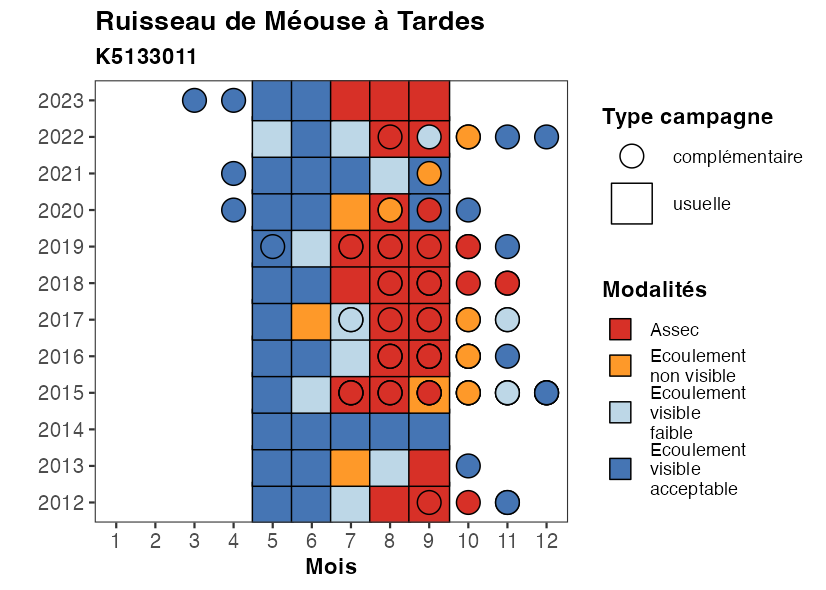 Ruisseau de Méouse à Tardes
K5133011
2023
2022
2021
2020
2019
2018
2017
2016
2015
2014
2013
2012
1 2 3 4 5 6 7 8 9 10 11 12
Mois
Type campagne
complémentaire
usuelle
Modalités
Assec
Ecoulement
non visible
Ecoulement
visible
faible
Ecoulement
visible
acceptable